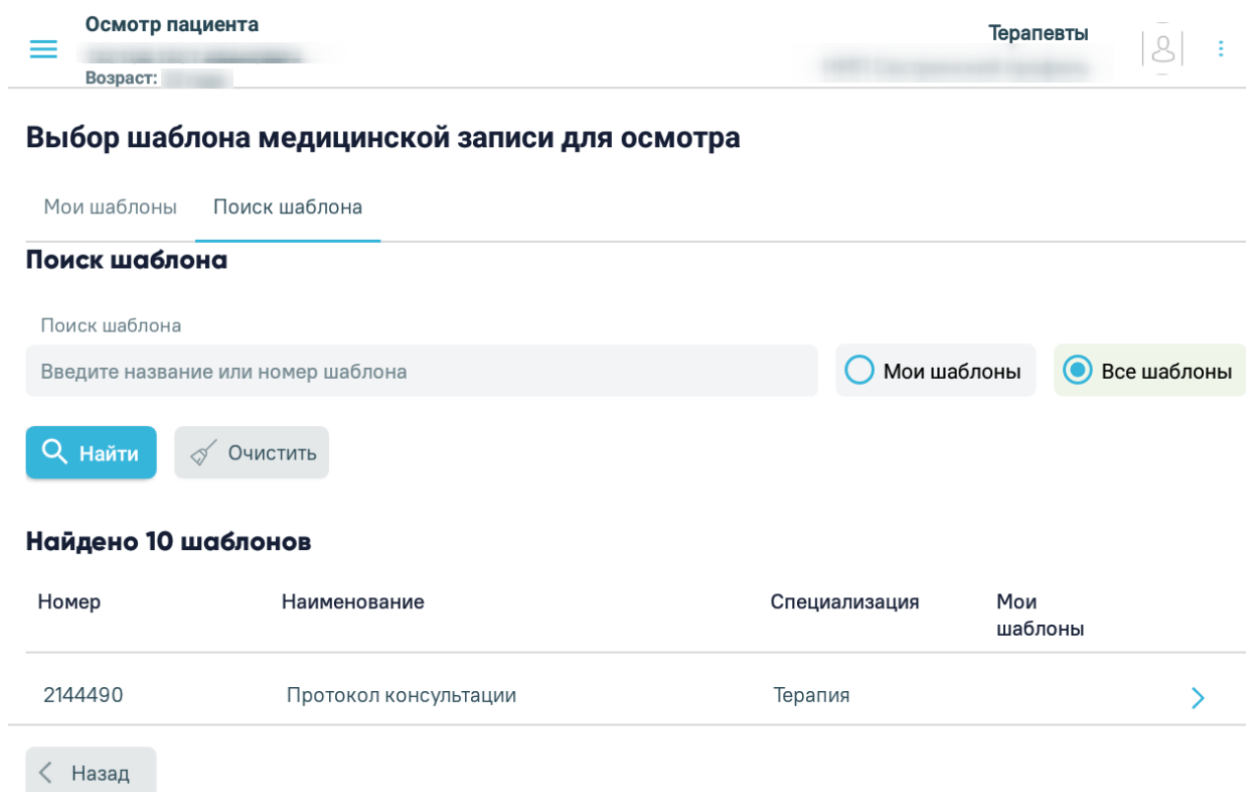 Осмотр пациента
Терапевты
Возраст:
Выбор шаблона медицинской записи для осмотра
Мои шаблоны Поиск шаблона
Поиск шаблона
Поиск шаблона
Введите название или номер шаблона Мои шаблоны Все шаблоны
Найти Очистить
Найдено 10 шаблонов
Номер Наименование Специализация Мои
шаблоны
2144490 Протокол консультации Терапия
Назад